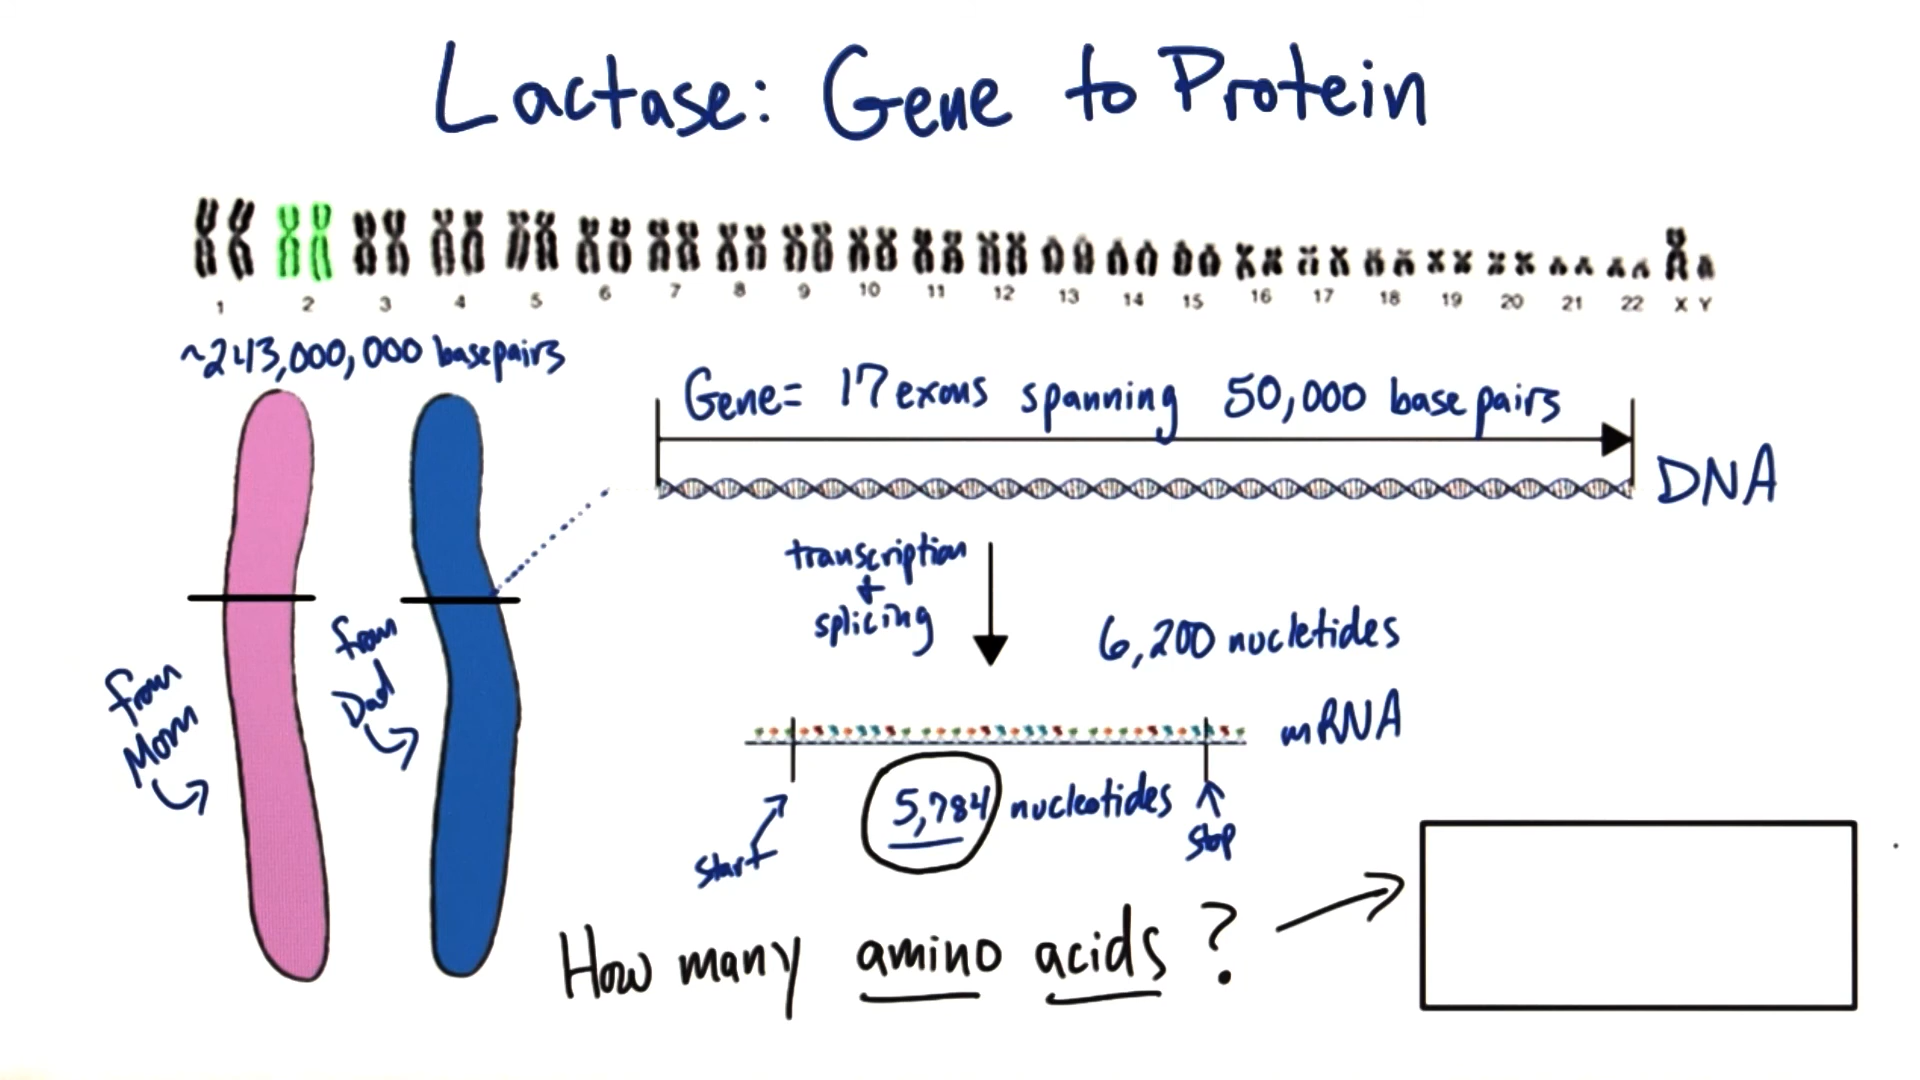 Lactase: Gene to Protein
1 2 3 4 5 6 7 8 9 10 11 12 13 14 15 16 17 18 19 20 21 22 X Y
~243,000,000 basepairs
Gene= 17 exons spanning 50,000 base pairs
DNA
transcription
+
splicing
6,200 nucletides
from
Mom
from
Dad
mRNA
5,784 nucleotides
start
stop
How many amino acids?